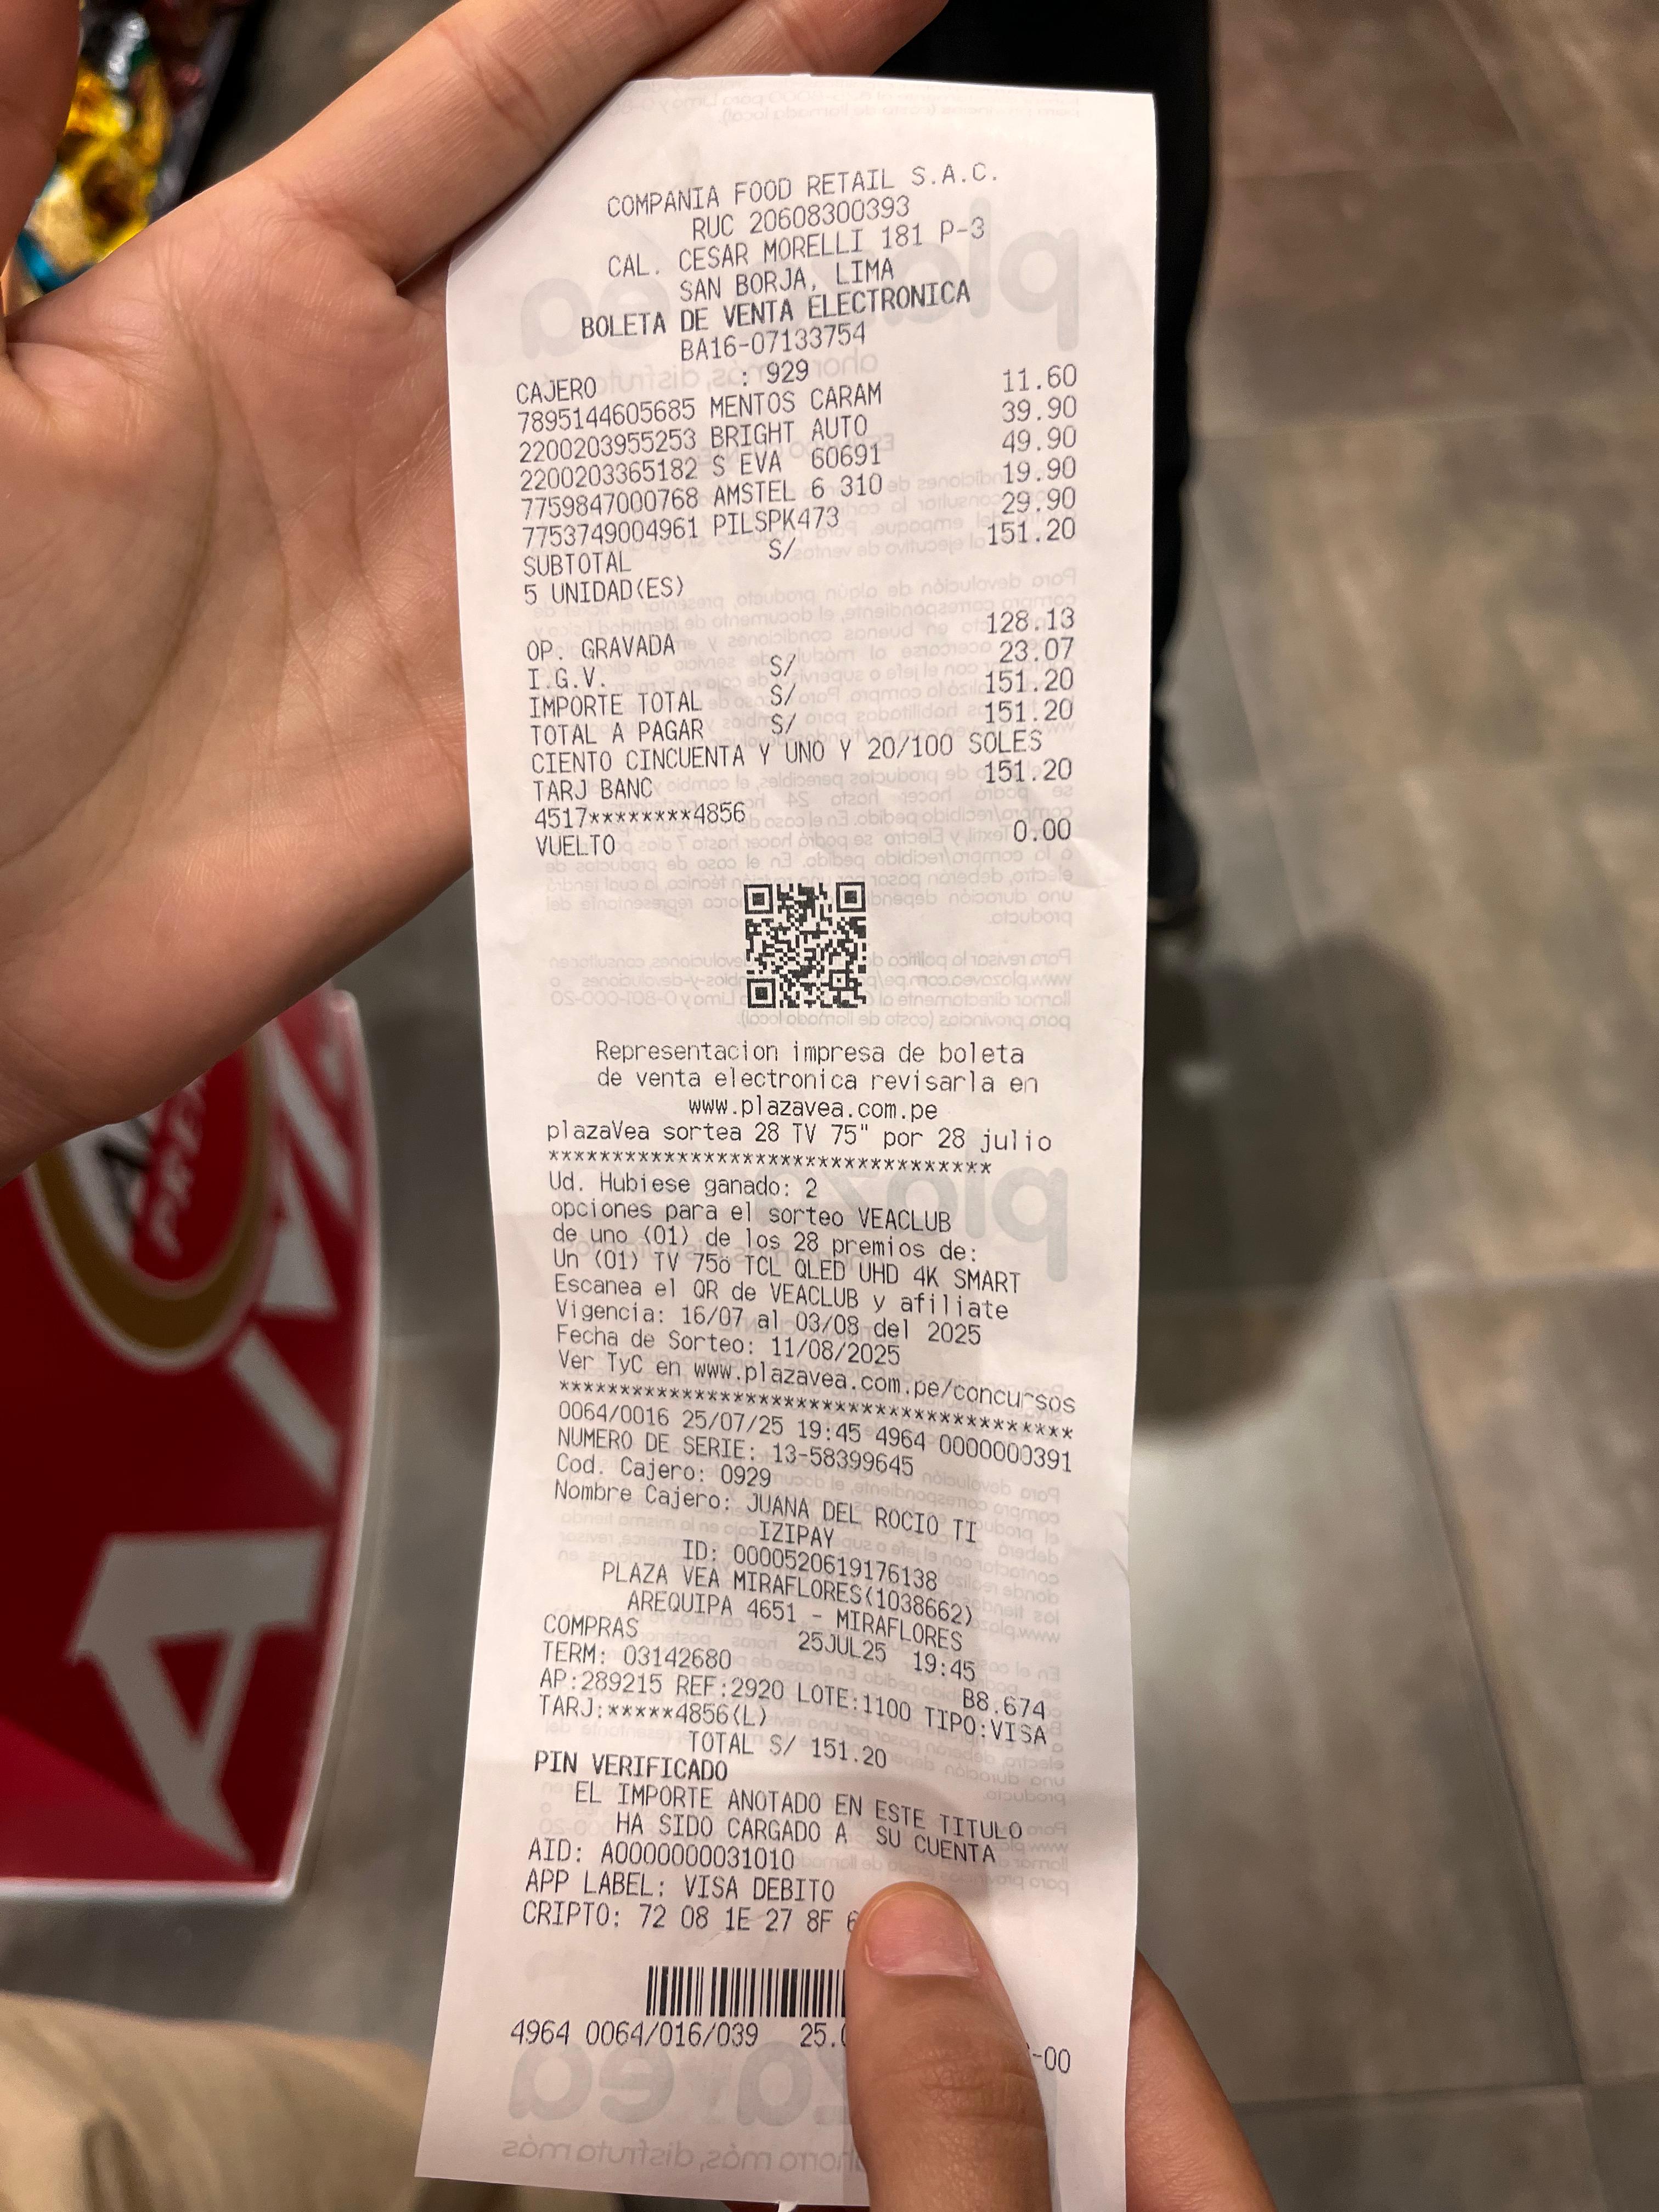 COMPANIA FOOD RETAIL S.A.C.
RUC 20608300393
CAL. CESAR MORELLI 181 P-3
SAN BORJA, LIMA
BOLETA DE VENTA ELECTRONICA
BA16-07133754
CAJERO : 929
7895144605685 MENTOS CARAM 11.60
2200203955253 BRIGHT AUTO 39.90
2200203365182 S EVA 60691 49.90
7759847000768 AMSTEL 6 310 19.90
7753749004961 PILSPK473 29.90
SUBTOTAL S/ 151.20
5 UNIDAD(ES)
OP. GRAVADA 128.13
I.G.V. S/ 23.07
IMPORTE TOTAL S/ 151.20
TOTAL A PAGAR S/ 151.20
CIENTO CINCUENTA Y UNO Y 20/100 SOLES
TARJ BANC 151.20
4517********4856
VUELTO 0.00
Representacion impresa de boleta
de venta electronica revisarla en
www.plazavea.com.pe
plazaVea sortea 28 TV 75" por 28 julio
*********************************
Ud. Hubiese ganado: 2
opciones para el sorteo VEACLUB
de uno (01) de los 28 premios de:
Un (01) TV 75ö TCL QLED UHD 4K SMART
Escanea el QR de VEACLUB y afiliate
Vigencia: 16/07 al 03/08 del 2025
Fecha de Sorteo: 11/08/2025
Ver TyC en www.plazavea.com.pe/concursos
****************************************
0064/0016 25/07/25 19:45 4964 0000000391
NUMERO DE SERIE: 13-58399645
Cod. Cajero: 0929
Nombre Cajero: JUANA DEL ROCIO TI
IZIPAY
ID: 0000520619176138
PLAZA VEA MIRAFLORES(1038662)
AREQUIPA 4651 - MIRAFLORES
COMPRAS 25JUL25 19:45
TERM: 03142680 B8.674
AP:289215 REF:2920 LOTE:1100 TIPO:VISA
TARJ:*****4856(L)
TOTAL S/ 151.20
PIN VERIFICADO
EL IMPORTE ANOTADO EN ESTE TITULO
HA SIDO CARGADO A SU CUENTA
AID: A0000000031010
APP LABEL: VISA DEBITO
CRIPTO: 72 08 1E 27 8F
4964 0064/016/039 25. -00